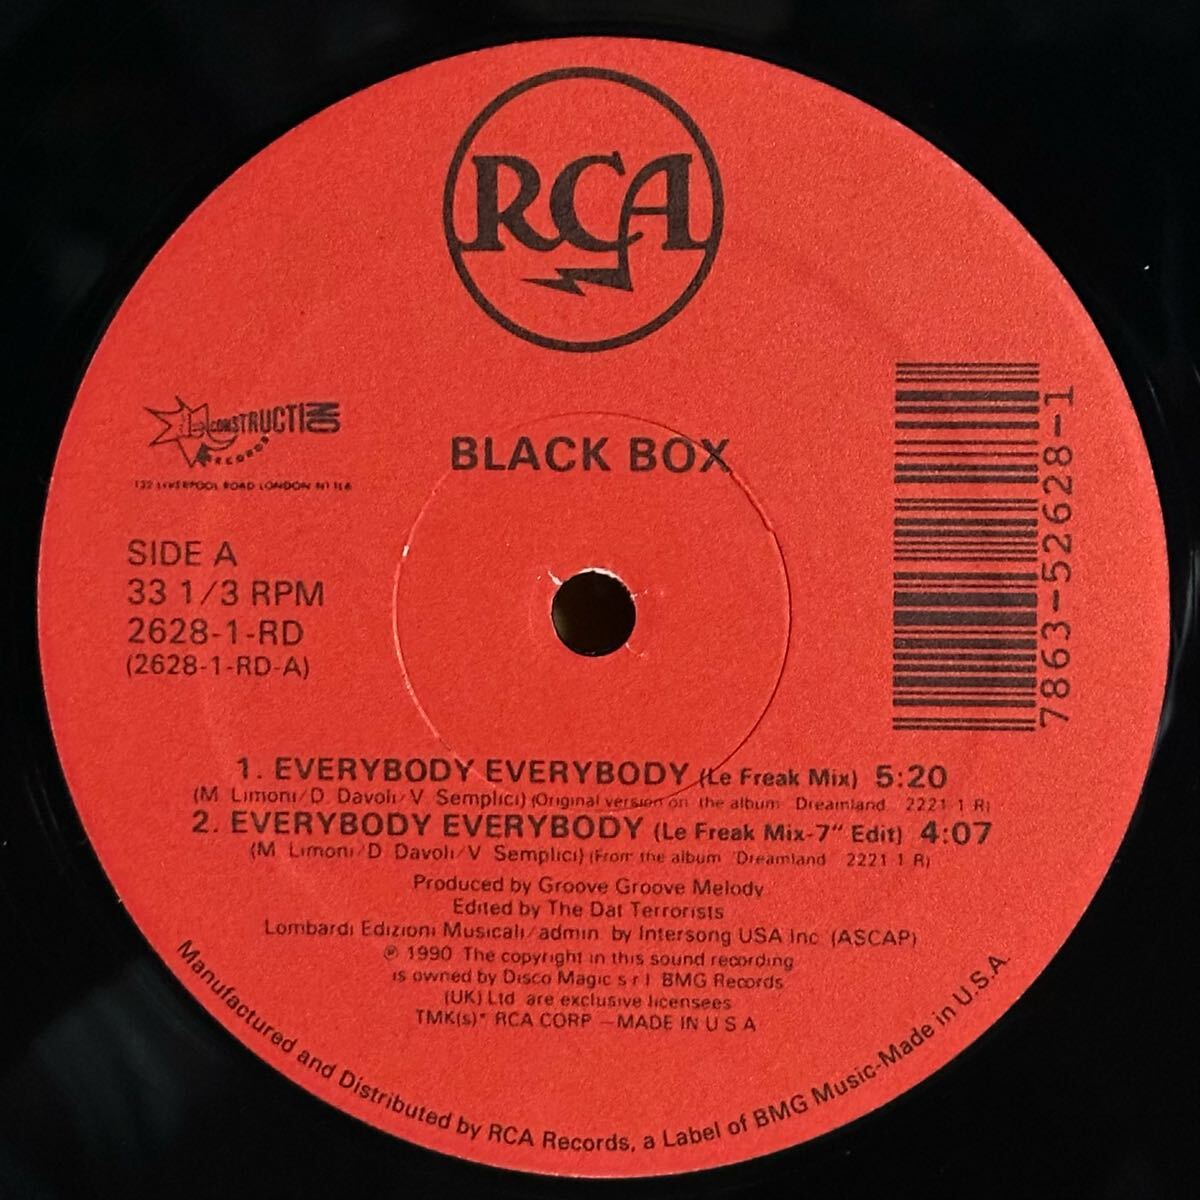 RCA
CONSTRUCTION
RECORDS
132 LIVERPOOL ROAD LONDON N1 1LA
BLACK BOX
SIDE A
33 1/3 RPM
2628-1-RD
(2628-1-RD-A)
7863-52628-1
1. EVERYBODY EVERYBODY (Le Freak Mix) 5:20
(M. Limoni/D. Davoli/V. Semplici) (Original version on the album "Dreamland" 2221-1-R)
2. EVERYBODY EVERYBODY (Le Freak Mix-7" Edit) 4:07
(M. Limoni/D. Davoli/V. Semplici) (From the album "Dreamland" 2221-1-R)
Produced by Groove Groove Melody
Edited by The Dat Terrorists
Lombardi Edizioni Musicali/admin. by Intersong USA Inc. (ASCAP)
℗ 1990 The copyright in this sound recording
is owned by Disco Magic s.r.l. BMG Records
(UK) Ltd. are exclusive licensees
TMK(s)® RCA CORP.—MADE IN U.S.A.
Manufactured and Distributed by RCA Records, a Label of BMG Music-Made in U.S.A.